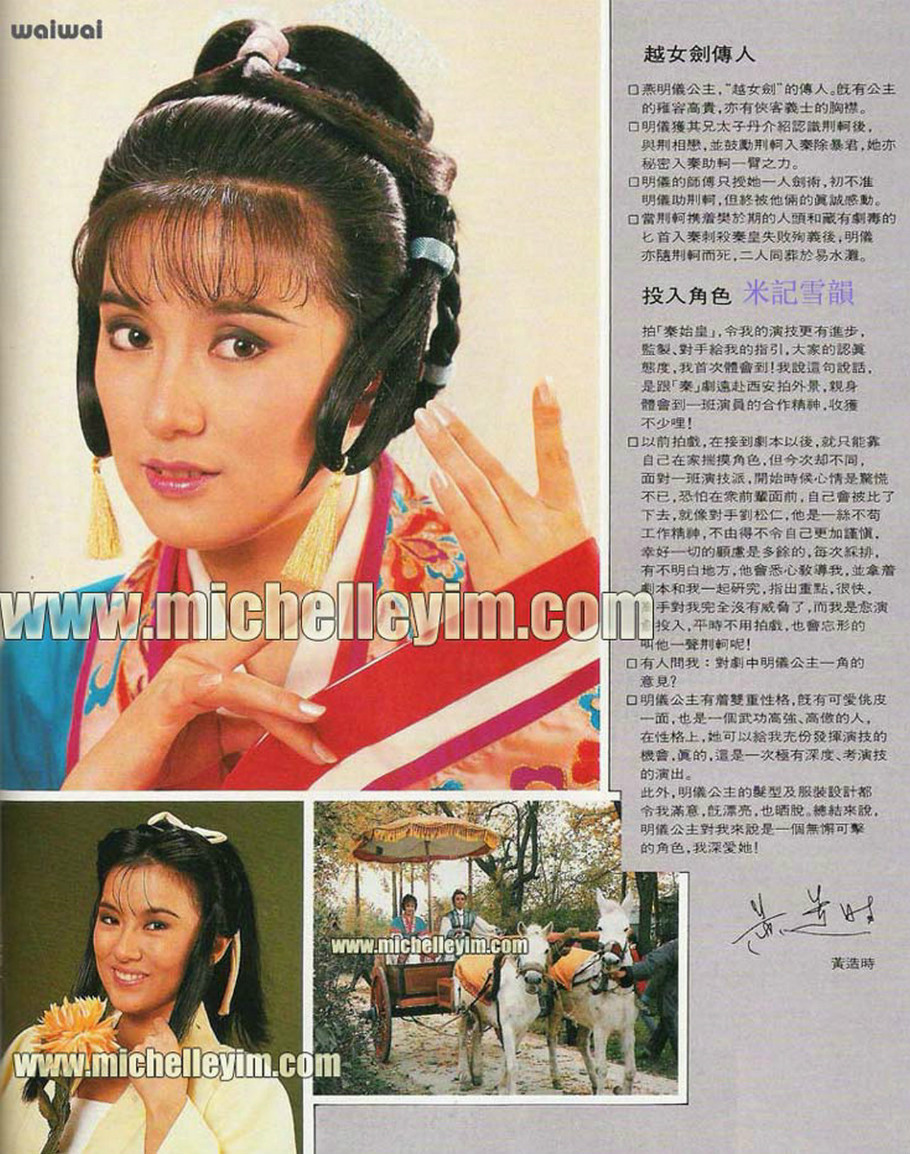 waiwai
越女劍傳人
□燕明儀公主，“越女劍”的傳人。旣有公主
的雍容高貴，亦有俠客義士的胸襟。
□明儀獲其兄太子丹介紹認識荆軻後，
與荆相戀，並鼓勵荆軻入秦除暴君，她亦
秘密入秦助軻一臂之力。
□明儀的師傅只授她一人劍術，初不准
明儀助荆軻，但終被他倆的眞誠感動。
□當荆軻携着樊於期的人頭和藏有劇毒的
匕首入秦刺殺秦皇失敗殉義後，明儀
亦隨荆軻而死，二人同葬於易水灘。
投入角色 米記雪韻
拍「秦始皇」，令我的演技更有進步，
監製、對手給我的指引，大家的認眞
態度，我首次體會到！我說這句說話，
是跟「秦」劇遠赴西安拍外景，親身
體會到一班演員的合作精神，收獲
不少哩！
□以前拍戲，在接到劇本以後，就只能靠
自己在家揣摸角色，但今次却不同，
面對一班演技派，開始時候心情是驚慌
不已，恐怕在衆前輩面前，自己會被比了
下去，就像對手劉松仁，他是一絲不苟
工作精神，不由得不令自己更加謹愼，
幸好一切的顧慮是多餘的，每次綵排，
有不明白地方，他會悉心敎導我，並拿着
劇本和我一起研究，指出重點，很快，
對手對我完全沒有威脅了，而我是愈演
投入，平時不用拍戲，也會忘形的
叫他一聲荆軻呢！
□有人問我：對劇中明儀公主一角的
意見？
□明儀公主有着雙重性格，旣有可愛佻皮
一面，也是一個武功高強、高傲的人，
在性格上，她可以給我充份發揮演技的
機會，眞的，這是一次極有深度、考演技
的演出。
此外，明儀公主的髮型及服裝設計都
令我滿意，旣漂亮，也晒脫。總結來說，
明儀公主對我來說是一個無懈可擊
的角色，我深愛她！
黃造時
黃造時
www.michelleyim.com
www.michelleyim.com
www.michelleyim.com